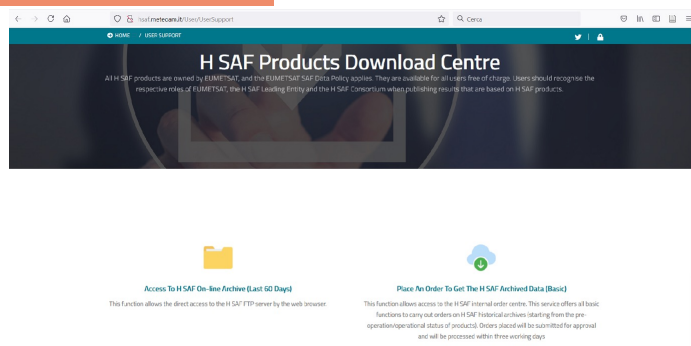 hsaf.meteoam.it/User/UserSupport
Cerca
HOME / USER SUPPORT
H SAF Products Download Centre
All H SAF products are owned by EUMETSAT, and the EUMETSAT SAF Data Policy applies. They are available for all users free of charge. Users should recognise the
respective roles of EUMETSAT, the H SAF Leading Entity and the H SAF Consortium when publishing results that are based on H SAF products.
Access To H SAF On-line Archive (Last 60 Days)
Place An Order To Get The H SAF Archived Data (Basic)
This function allows the direct access to the H SAF FTP server by the web browser.
This function allows access to the H SAF internal order centre. This service offers all basic
functions to carry out orders on H SAF historical archives (starting from the pre-
operation/operational status of products). Orders placed will be submitted for approval
and will be processed within three working days